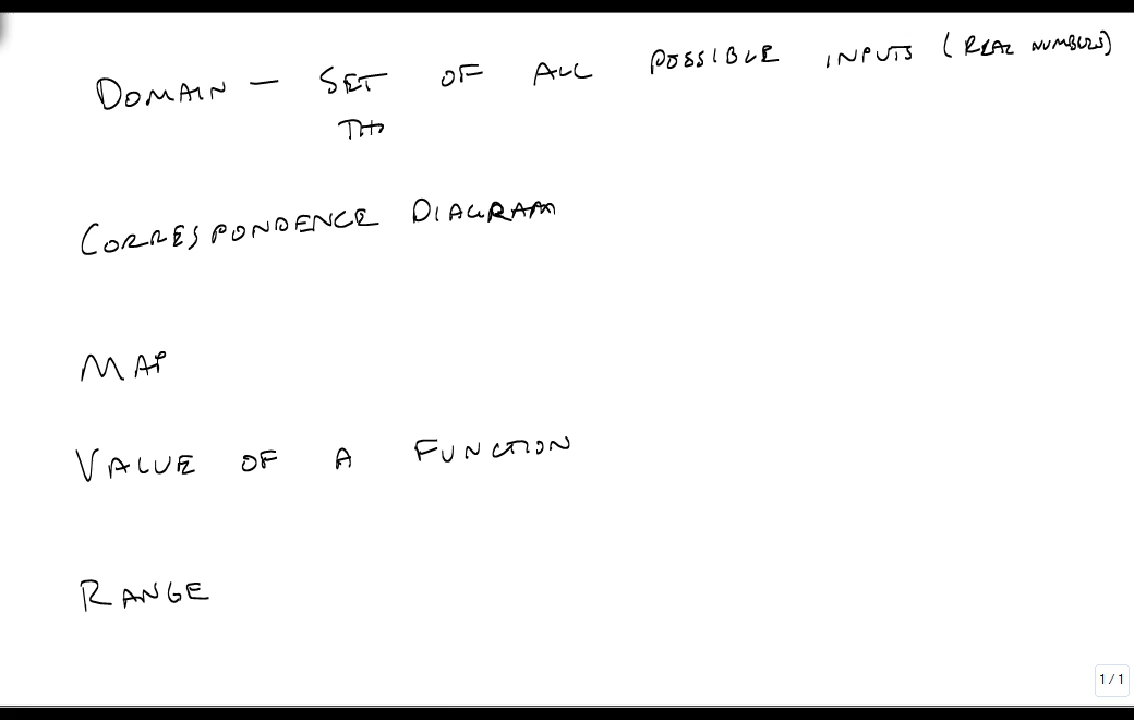 DOMAIN — SET OF ALL POSSIBLE INPUTS (REAL NUMBERS)
CORRESPONDENCE DIAGRAM
MAP
VALUE OF A FUNCTION
RANGE
1 / 1